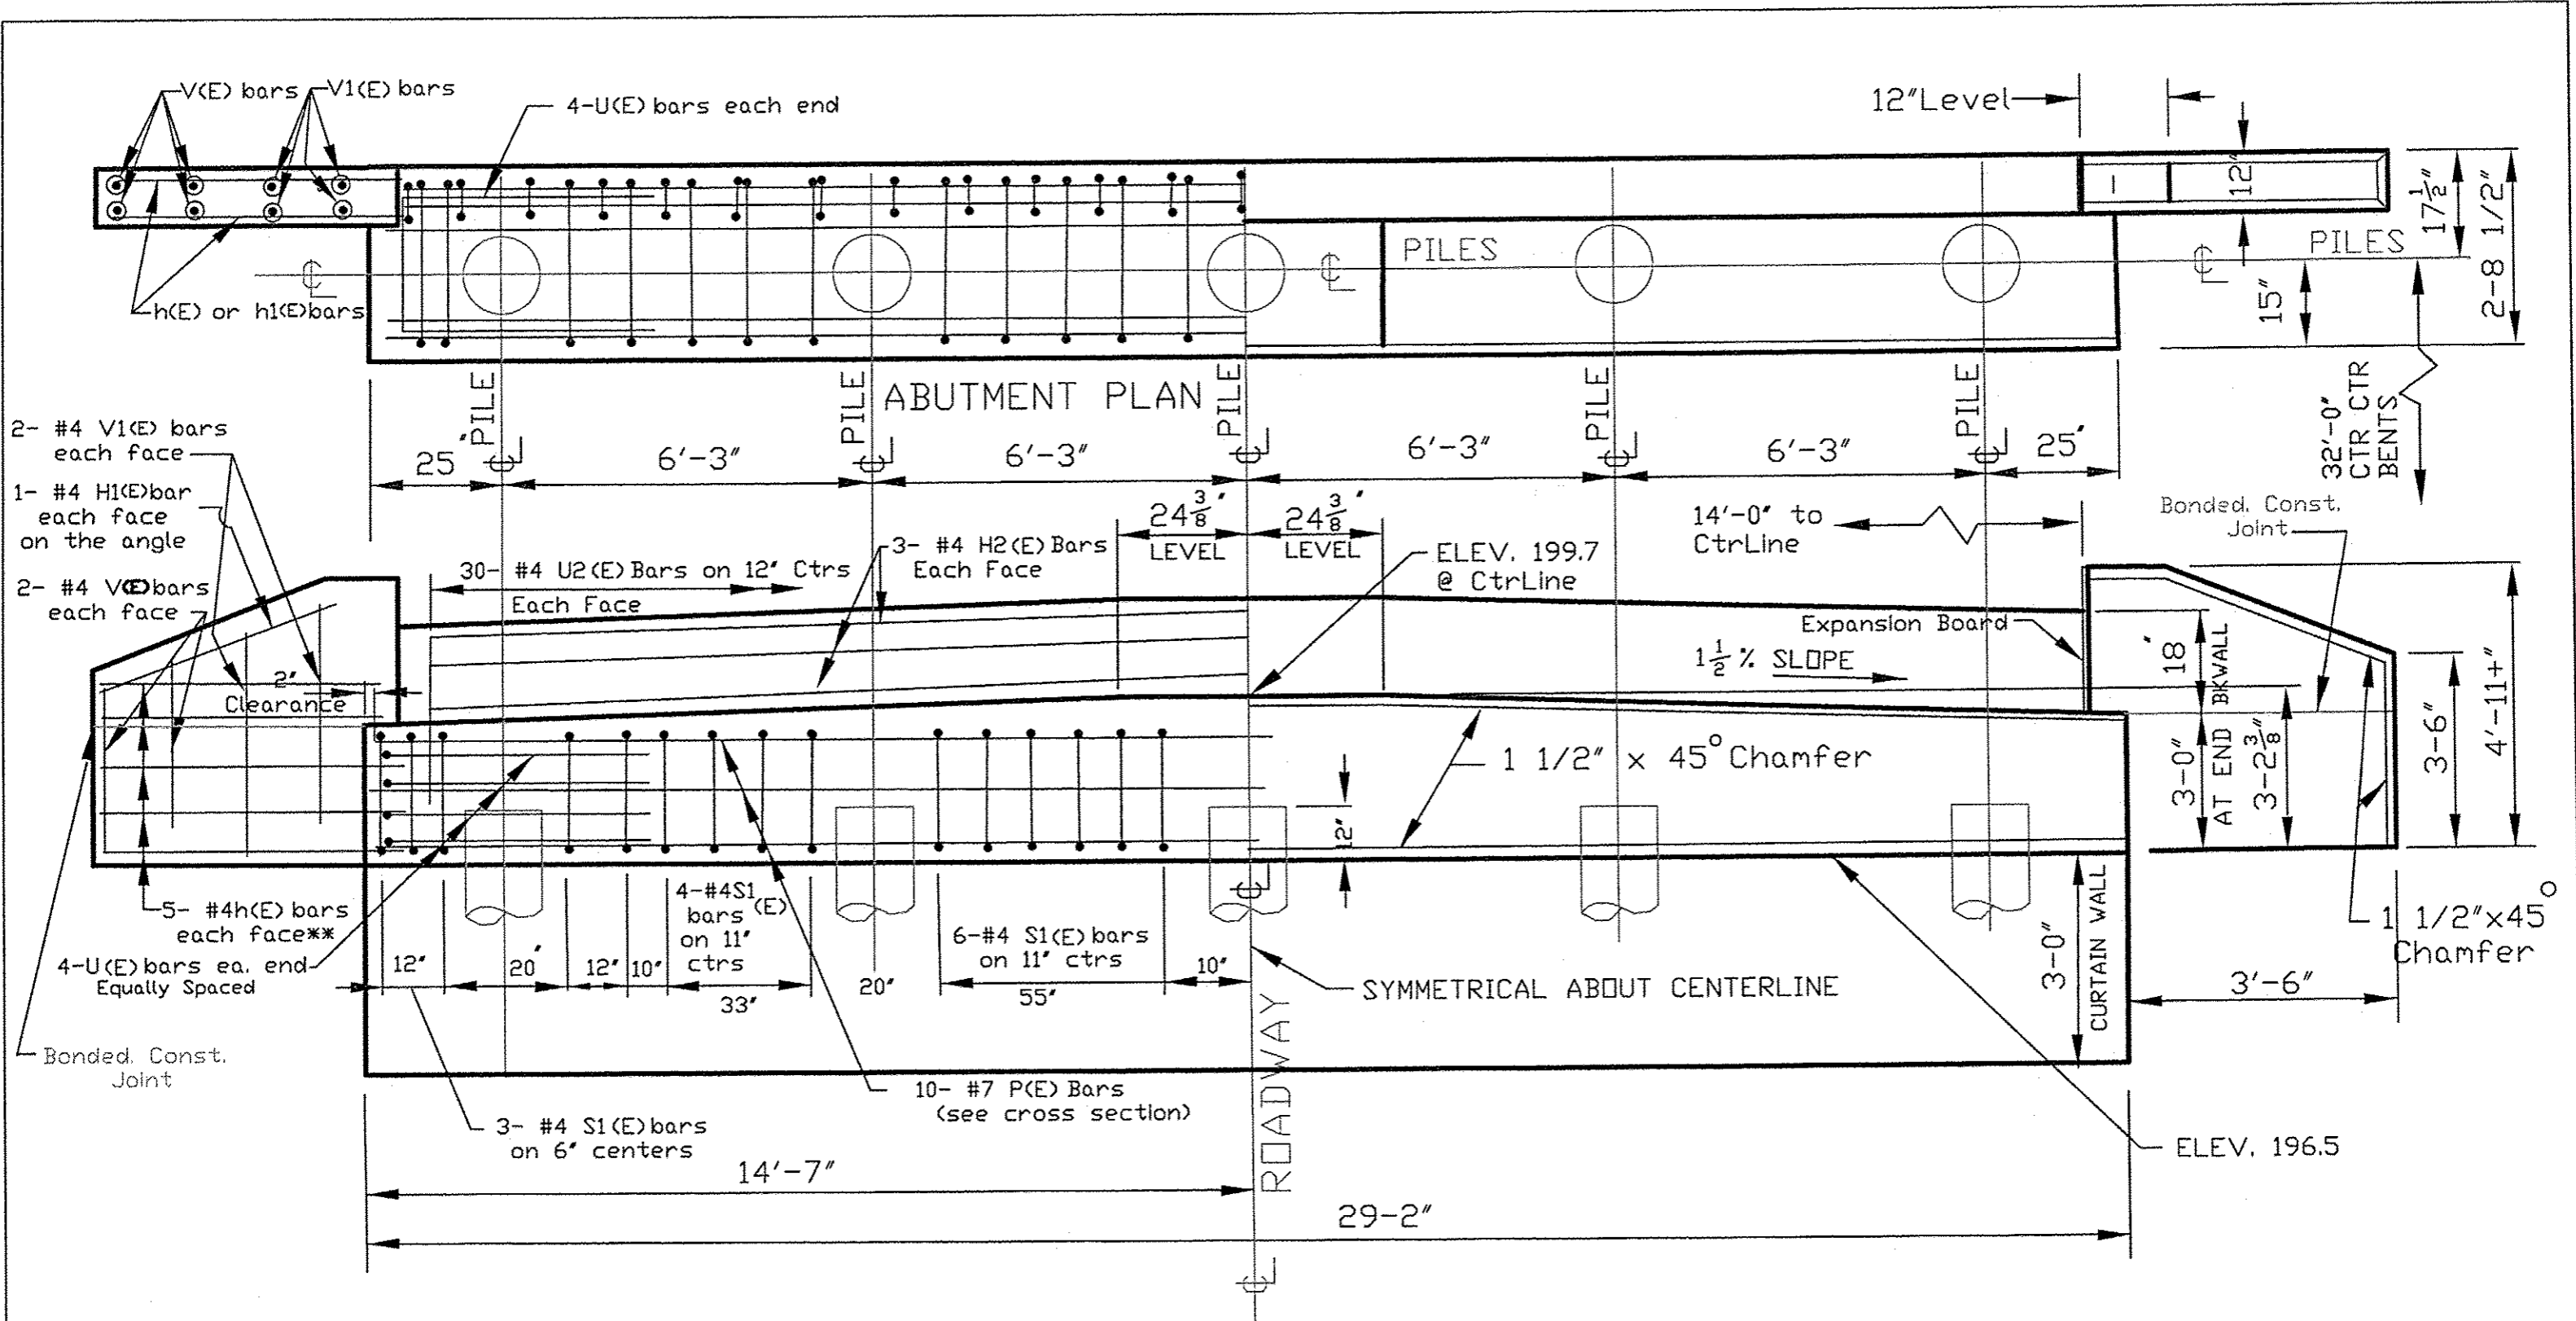 V(E) bars
V1(E) bars
4-U(E) bars each end
12"Level
12"
17 1/2"
2-8 1/2"
15"
PILES
PILES
h(E) or h1(E)bars
ABUTMENT PLAN
PILE
PILE
PILE
PILE
PILE
32'-0"
CTR CTR
BENTS
25"
6'-3"
6'-3"
6'-3"
6'-3"
25"
2- #4 V1(E) bars
each face
1- #4 H1(E)bar
each face
on the angle
2- #4 V(E)bars
each face
30- #4 U2(E) Bars on 12" Ctrs
Each Face
3- #4 H2(E) Bars
Each Face
24 3/8"
LEVEL
24 3/8"
LEVEL
ELEV. 199.7
@ CtrLine
14'-0" to
CtrLine
Bonded. Const.
Joint
Expansion Board
1 1/2 % SLOPE
2"
Clearance
18"
BKWALL
3-0"
AT END
3-2 3/8"
3-6"
4'-11+"
1 1/2" x 45° Chamfer
12"
5- #4h(E) bars
each face**
4-U(E) bars ea. end
Equally Spaced
12"
20"
12"
10"
4-#4S1
bars (E)
on 11"
ctrs
33"
20"
6-#4 S1(E) bars
on 11" ctrs
55"
10"
SYMMETRICAL ABOUT CENTERLINE
3-0"
CURTAIN WALL
3'-6"
1 1/2"x45°
Chamfer
Bonded. Const.
Joint
3- #4 S1(E) bars
on 6" centers
10- #7 P(E) Bars
(see cross section)
ROADWAY
ELEV. 196.5
14'-7"
29-2"